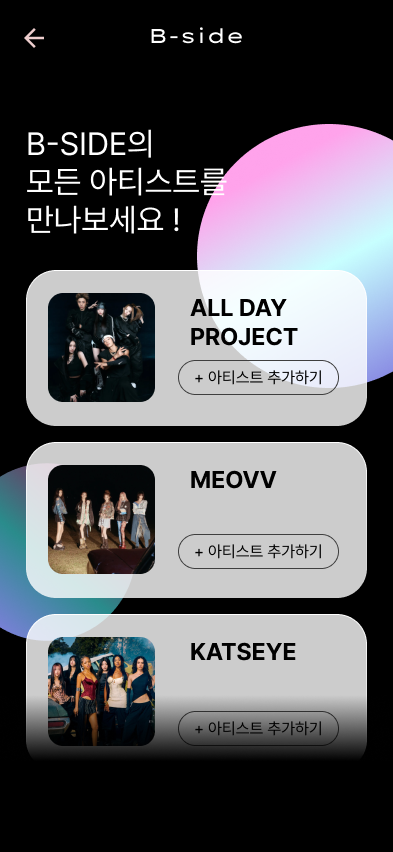 B-side
B-SIDE의
모든 아티스트를
만나보세요 !
ALL DAY
PROJECT
+ 아티스트 추가하기
MEOVV
+ 아티스트 추가하기
KATSEYE
+ 아티스트 추가하기